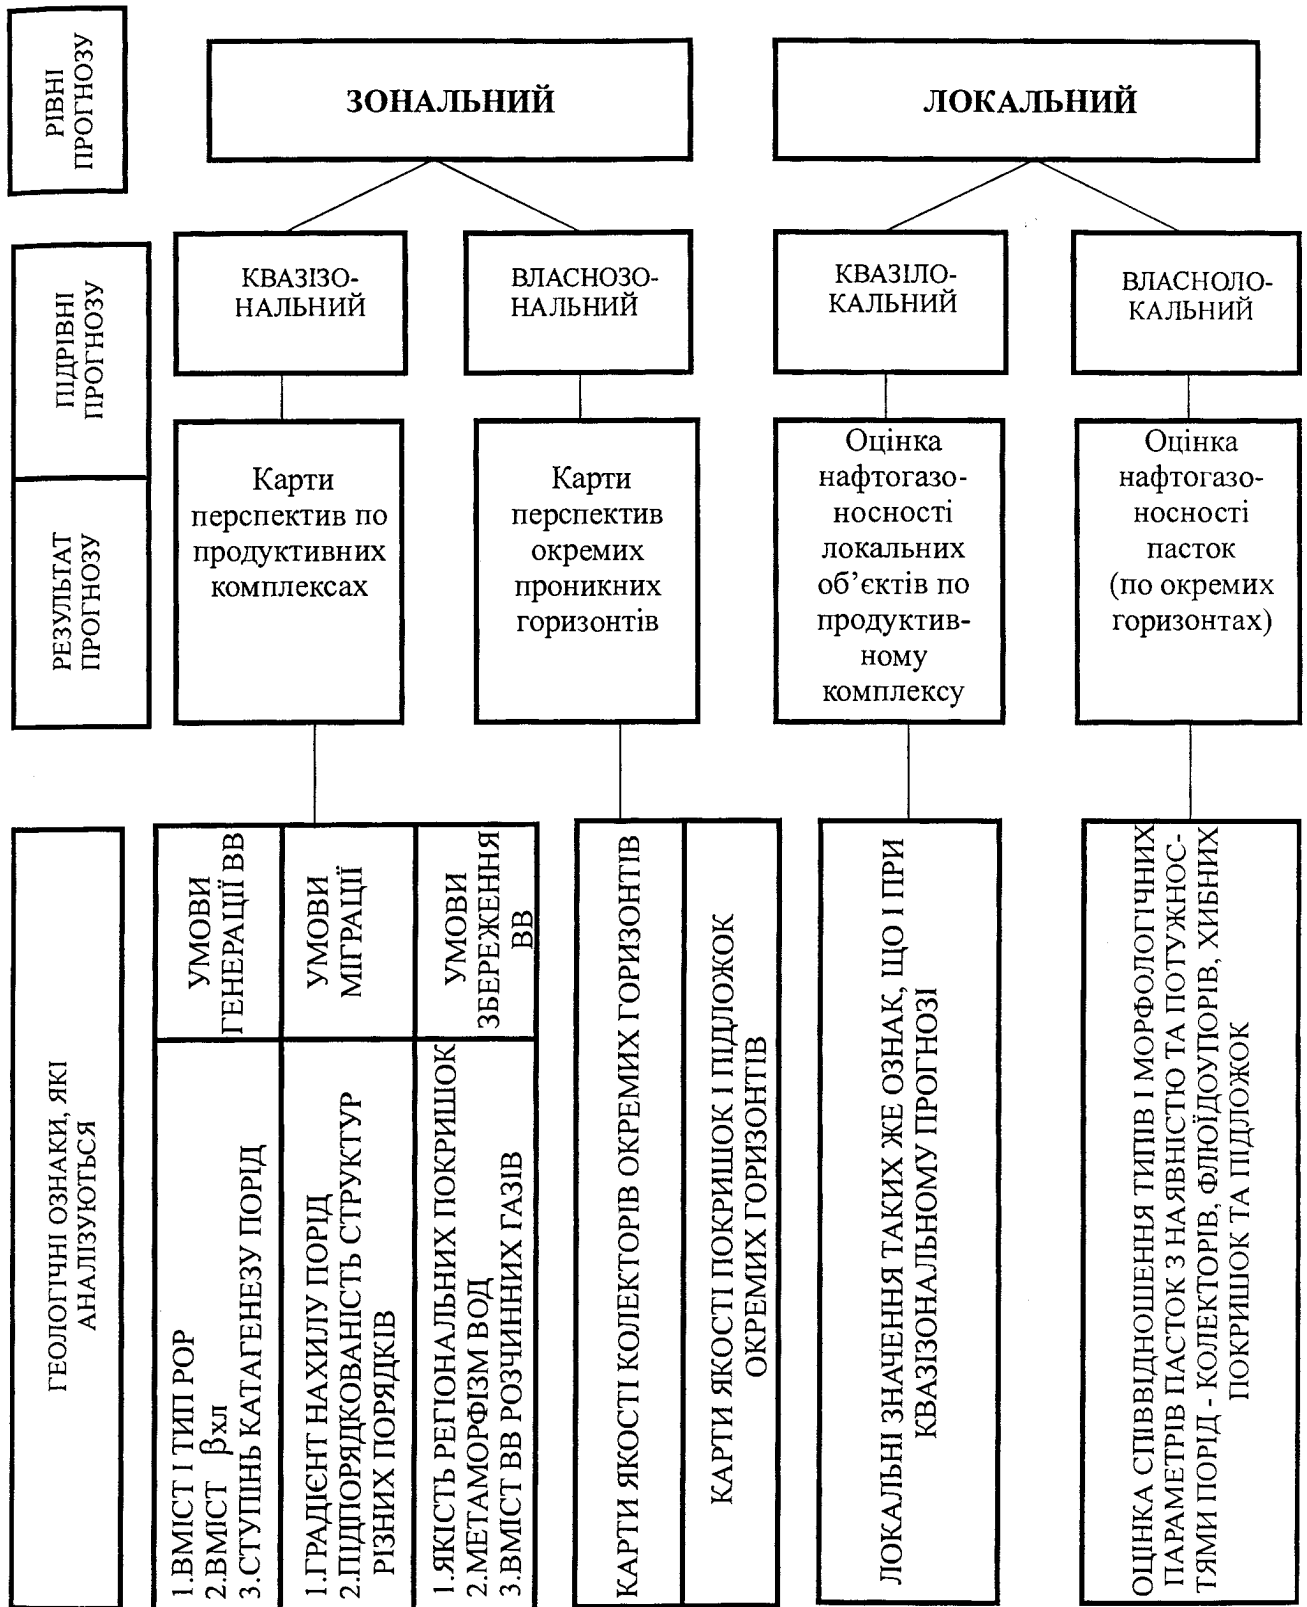 РІВНІ
ПРОГНОЗУ
ЗОНАЛЬНИЙ
ЛОКАЛЬНИЙ
ПІДРІВНІ
ПРОГНОЗУ
КВАЗІЗО-
НАЛЬНИЙ
ВЛАСНОЗО-
НАЛЬНИЙ
КВАЗІЛО-
КАЛЬНИЙ
ВЛАСНОЛО-
КАЛЬНИЙ
РЕЗУЛЬТАТ
ПРОГНОЗУ
Карти
перспектив по
продуктивних
комплексах
Карти
перспектив
окремих
проникних
горизонтів
Оцінка
нафтогазо-
носності
локальних
об’єктів по
продуктив-
ному
комплексу
Оцінка
нафтогазо-
носності
пасток
(по окремих
горизонтах)
ГЕОЛОГІЧНІ ОЗНАКИ, ЯКІ
АНАЛІЗУЮТЬСЯ
УМОВИ
ГЕНЕРАЦІЇ ВВ
1.ВМІСТ І ТИП РОР
2.ВМІСТ βхл
3.СТУПІНЬ КАТАГЕНЕЗУ ПОРІД
УМОВИ
МІГРАЦІЇ
1.ГРАДІЄНТ НАХИЛУ ПОРІД
2.ПІДПОРЯДКОВАНІСТЬ СТРУКТУР
РІЗНИХ ПОРЯДКІВ
УМОВИ
ЗБЕРЕЖЕННЯ
ВВ
1.ЯКІСТЬ РЕГІОНАЛЬНИХ ПОКРИШОК
2.МЕТАМОРФІЗМ ВОД
3.ВМІСТ ВВ РОЗЧИННИХ ГАЗІВ
КАРТИ ЯКОСТІ КОЛЕКТОРІВ ОКРЕМИХ ГОРИЗОНТІВ
КАРТИ ЯКОСТІ ПОКРИШОК І ПІДЛОЖОК
ОКРЕМИХ ГОРИЗОНТІВ
ЛОКАЛЬНІ ЗНАЧЕННЯ ТАКИХ ЖЕ ОЗНАК, ЩО І ПРИ
КВАЗІЗОНАЛЬНОМУ ПРОГНОЗІ
ОЦІНКА СПІВВІДНОШЕННЯ ТИПІВ І МОРФОЛОГІЧНИХ
ПАРАМЕТРІВ ПАСТОК З НАЯВНІСТЮ ТА ПОТУЖНОС-
ТЯМИ ПОРІД - КОЛЕКТОРІВ, ФЛЮЇДОУПОРІВ, ХИБНИХ
ПОКРИШОК ТА ПІДЛОЖОК